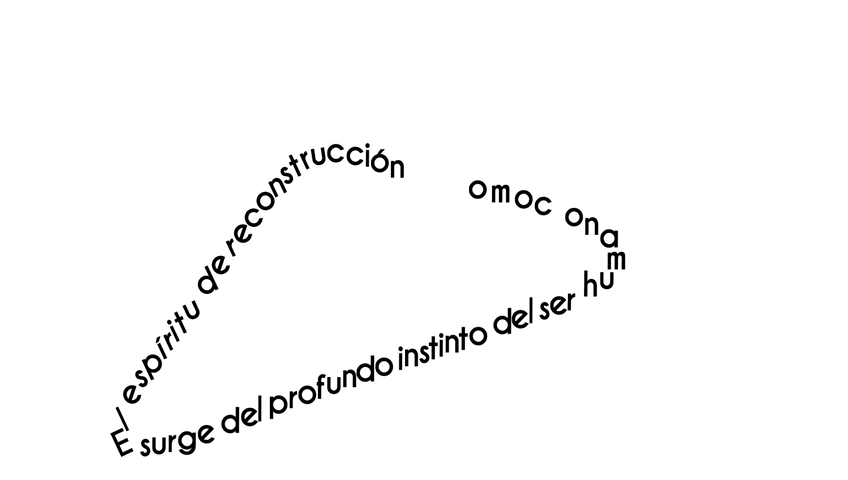 El espíritu de reconstrucción
surge del profundo instinto del ser humano como